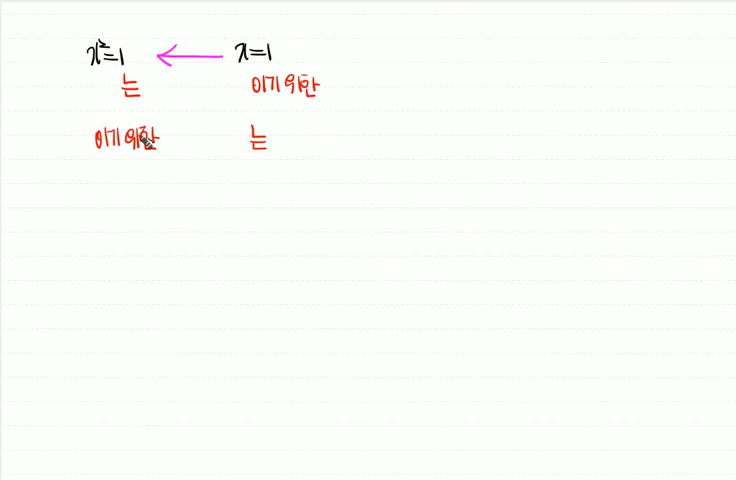 x²=1 ← x=1
는 이기 위한
이기 위한 는